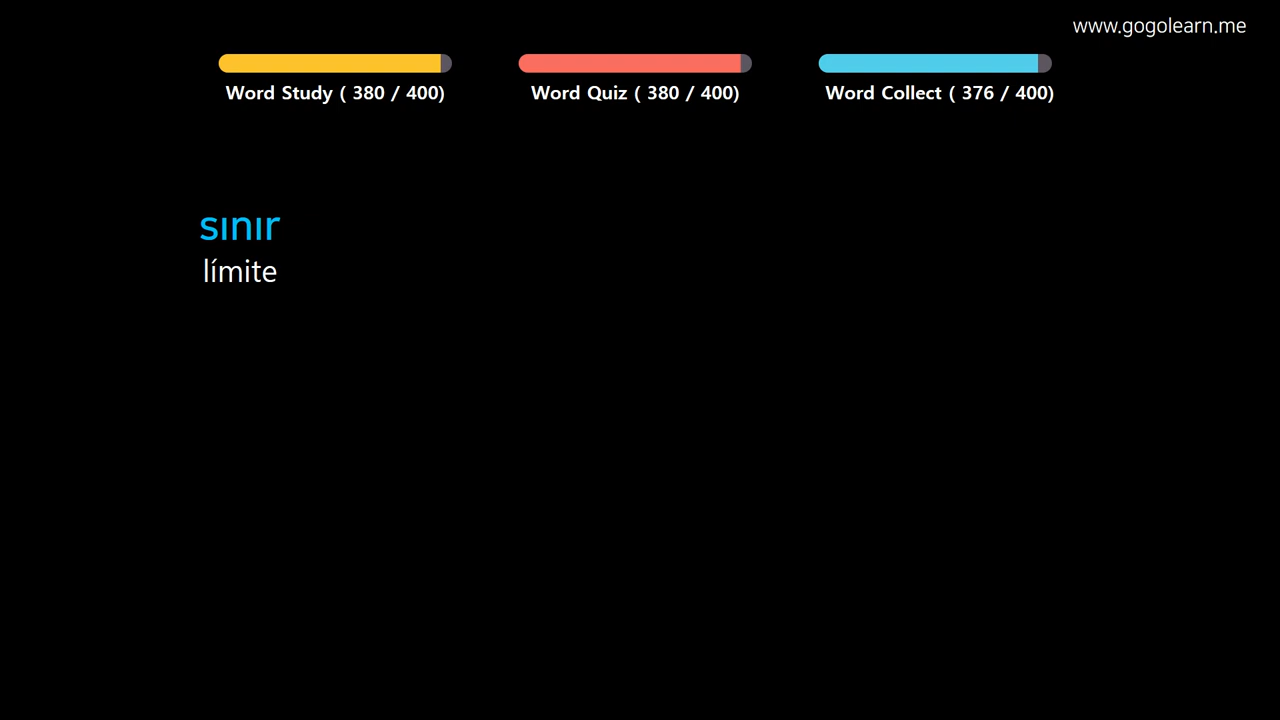 www.gogolearn.me
Word Study ( 380 / 400)
Word Quiz ( 380 / 400)
Word Collect ( 376 / 400)
sınır
límite